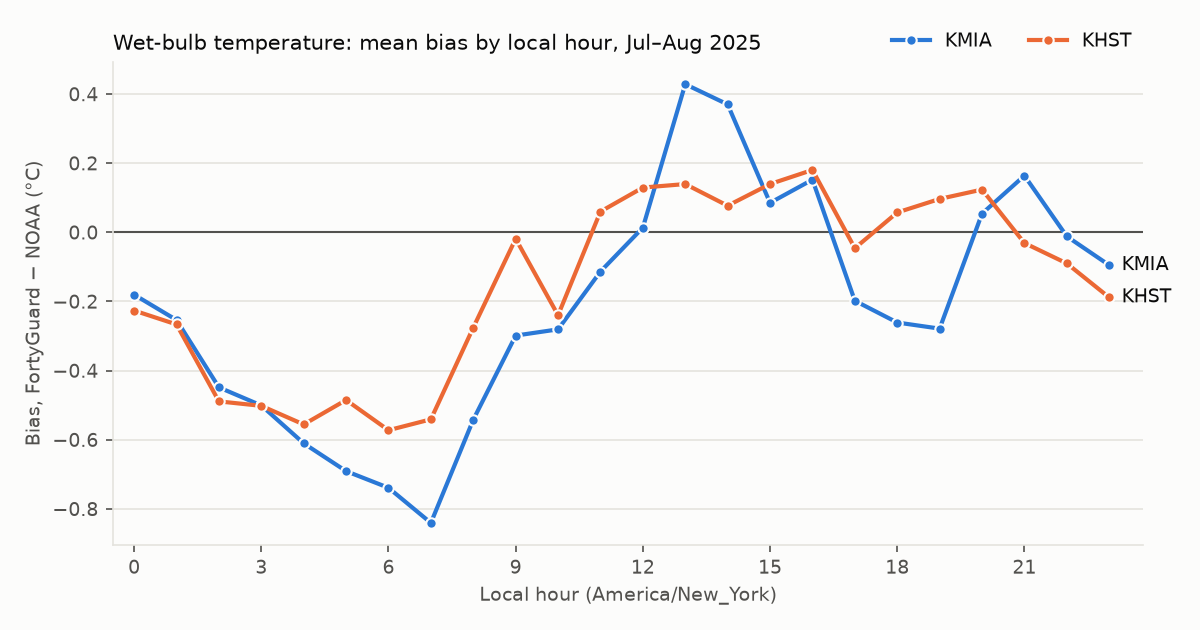 Wet-bulb temperature: mean bias by local hour, Jul–Aug 2025
KMIA
KHST
Bias, FortyGuard − NOAA (°C)
0.4
0.2
0.0
−0.2
−0.4
−0.6
−0.8
KMIA
KHST
0
3
6
9
12
15
18
21
Local hour (America/New_York)